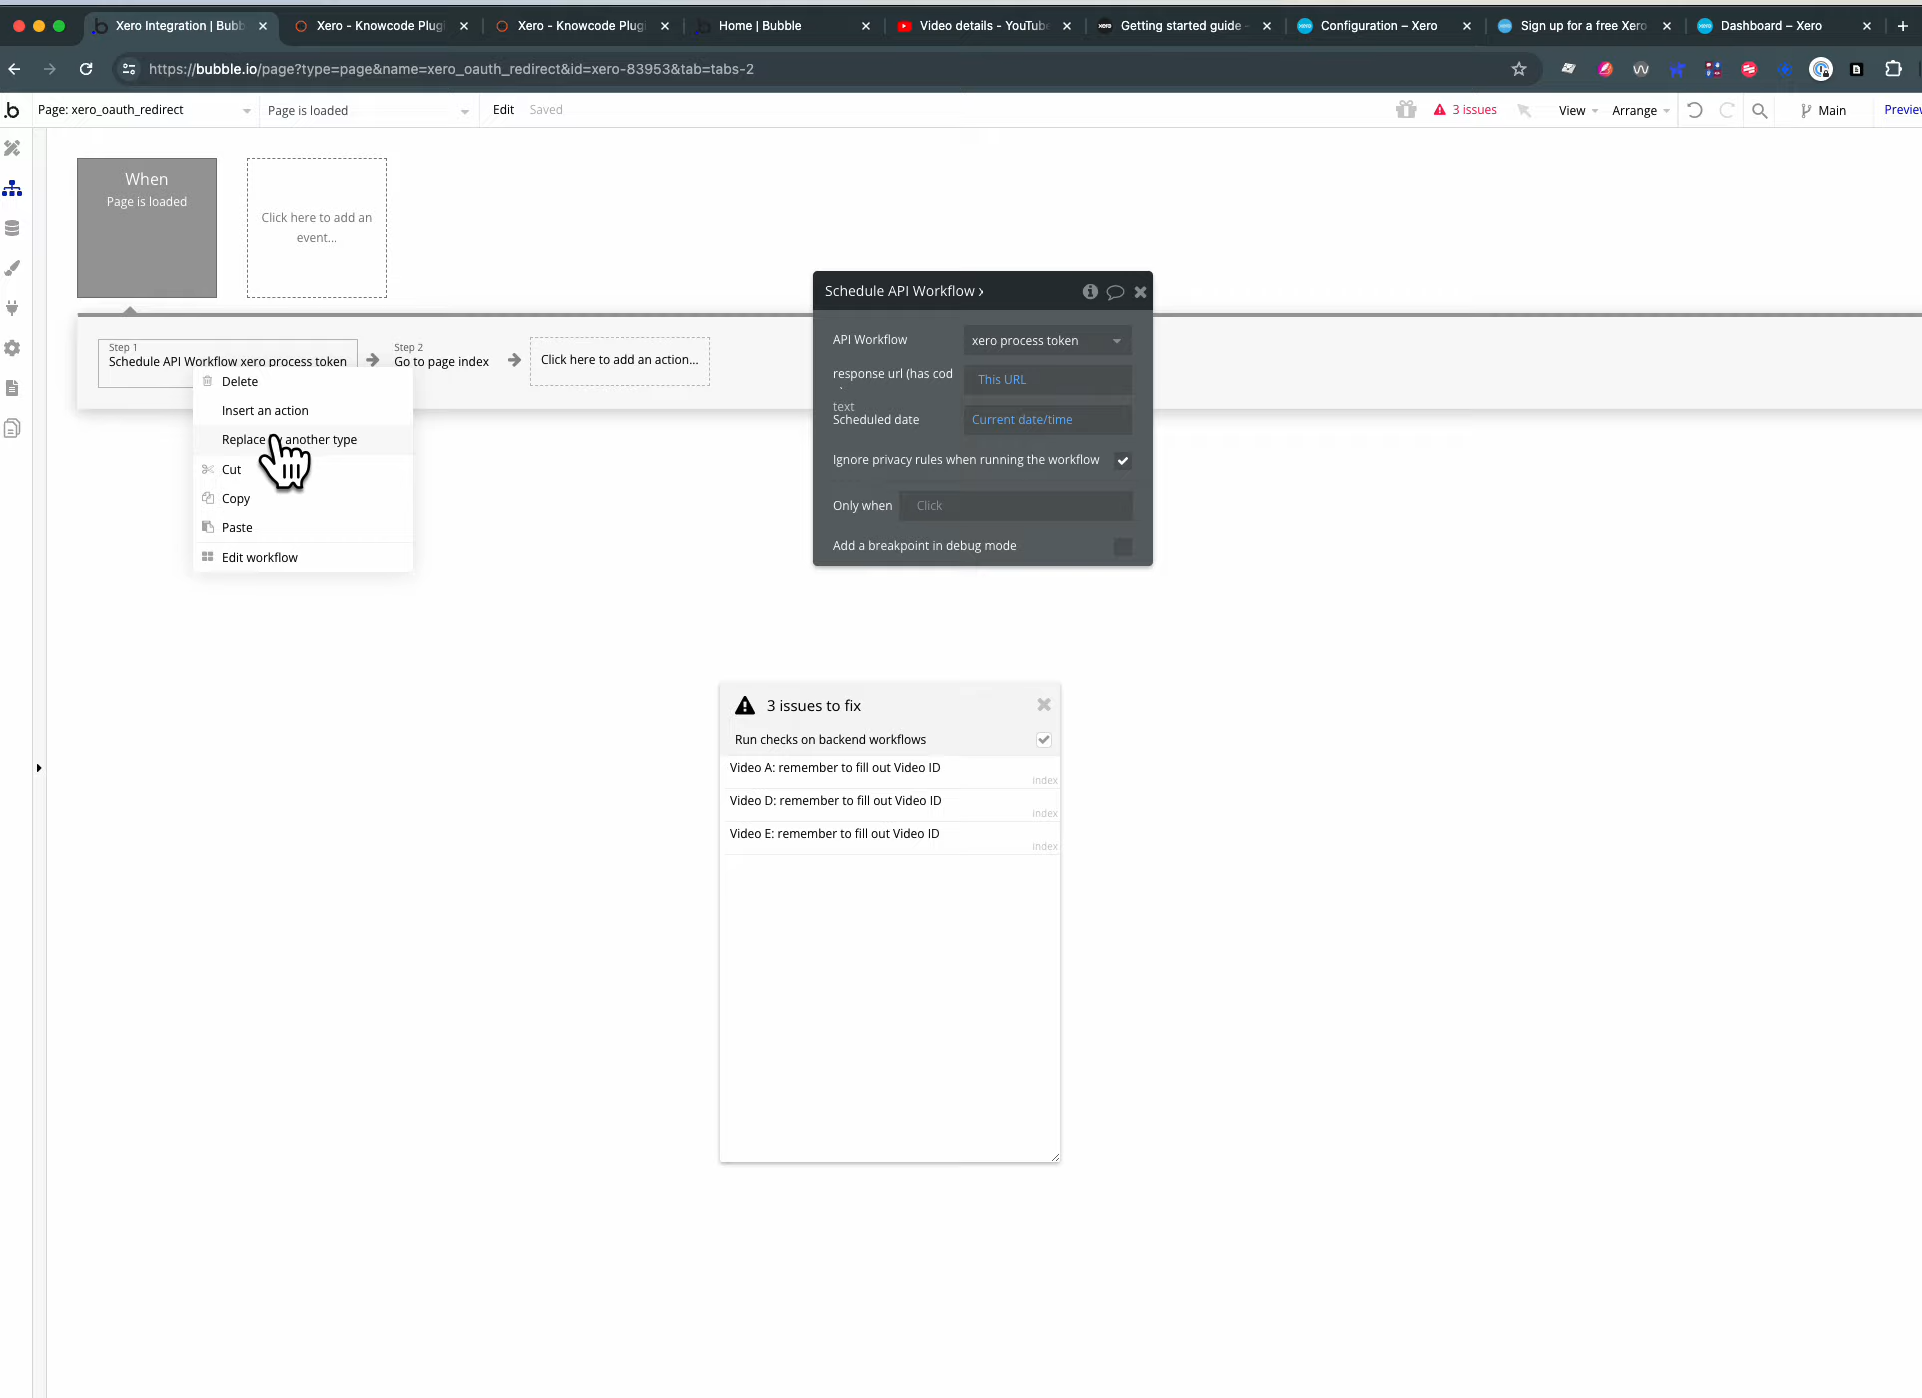 Xero Integration | Bubb
Xero - Knowcode Plugi
Xero - Knowcode Plugi
Home | Bubble
Video details - YouTube
Getting started guide -
Configuration – Xero
Sign up for a free Xero
Dashboard – Xero
https://bubble.io/page?type=page&name=xero_oauth_redirect&id=xero-83953&tab=tabs-2
Page: xero_oauth_redirect
Page is loaded
Edit
Saved
3 issues
View
Arrange
Main
Preview
When
Page is loaded
Click here to add an
event...
Step 1
Schedule API Workflow xero process token
Step 2
Go to page index
Click here to add an action...
Delete
Insert an action
Replace another type
Cut
Copy
Paste
Edit workflow
Schedule API Workflow ›
API Workflow
xero process token
response url (has cod
This URL
text
Scheduled date
Current date/time
Ignore privacy rules when running the workflow
Only when
Click
Add a breakpoint in debug mode
3 issues to fix
Run checks on backend workflows
Video A: remember to fill out Video ID
index
Video D: remember to fill out Video ID
index
Video E: remember to fill out Video ID
index